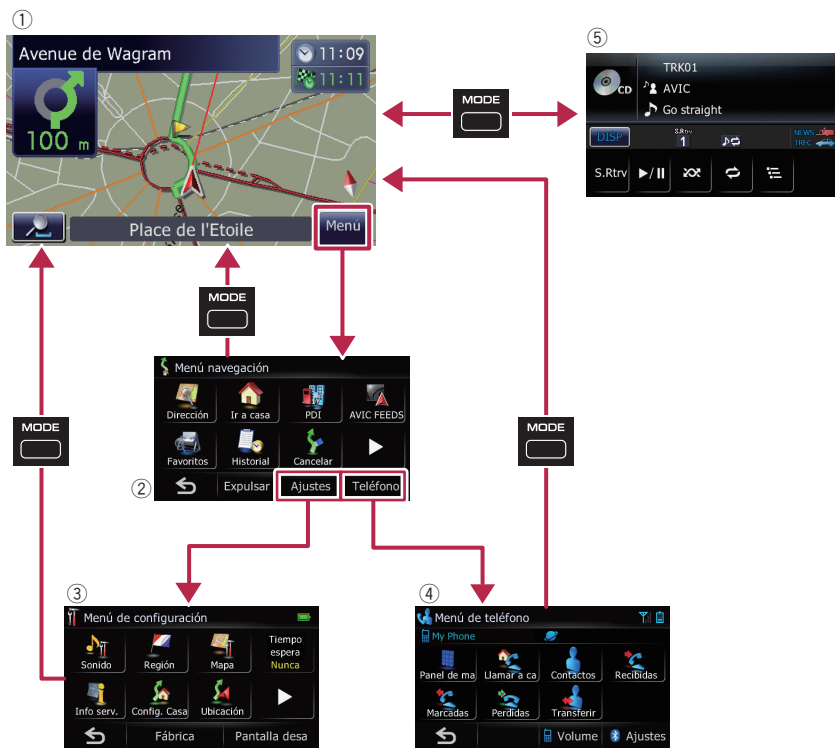 ①
Avenue de Wagram
11:09
11:11
100 m
Place de l'Etoile
Menú
⑤
TRK01
CD
AVIC
Go straight
DISP
S.Rtrv
1
NEWS
TRFC
S.Rtrv
MODE
MODE
MODE
MODE
②
Menú navegación
Dirección
Ir a casa
PDI
AVIC FEEDS
Favoritos
Historial
Cancelar
Expulsar
Ajustes
Teléfono
③
Menú de configuración
Sonido
Región
Mapa
Tiempo
espera
Nunca
Info serv.
Config. Casa
Ubicación
Fábrica
Pantalla desa
④
Menú de teléfono
My Phone
Panel de ma
Llamar a ca
Contactos
Recibidas
Marcadas
Perdidas
Transferir
Volume
Ajustes